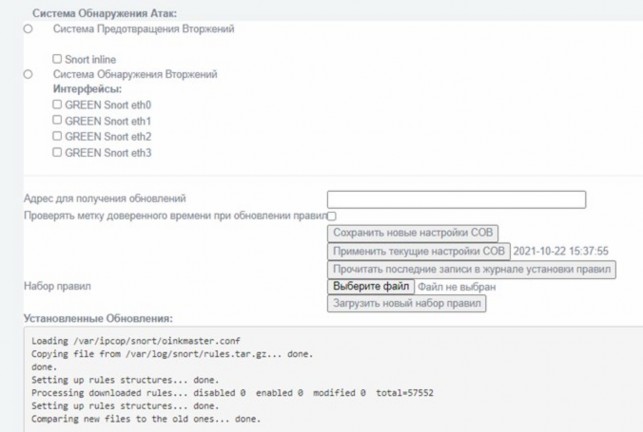 Система Обнаружения Атак:
Система Предотвращения Вторжений
Snort inline
Система Обнаружения Вторжений
Интерфейсы:
GREEN Snort eth0
GREEN Snort eth1
GREEN Snort eth2
GREEN Snort eth3
Адрес для получения обновлений
Проверять метку доверенного времени при обновлении правил
Сохранить новые настройки СОВ
Применить текущие настройки СОВ 2021-10-22 15:37:55
Прочитать последние записи в журнале установки правил
Набор правил Выберите файл Файл не выбран
Загрузить новый набор правил
Установленные Обновления:
Loading /var/ipcop/snort/oinkmaster.conf
Copying file from /var/log/snort/rules.tar.gz... done.
done.
Setting up rules structures... done.
Processing downloaded rules... disabled 0 enabled 0 modified 0 total=57552
Setting up rules structures... done.
Comparing new files to the old ones... done.